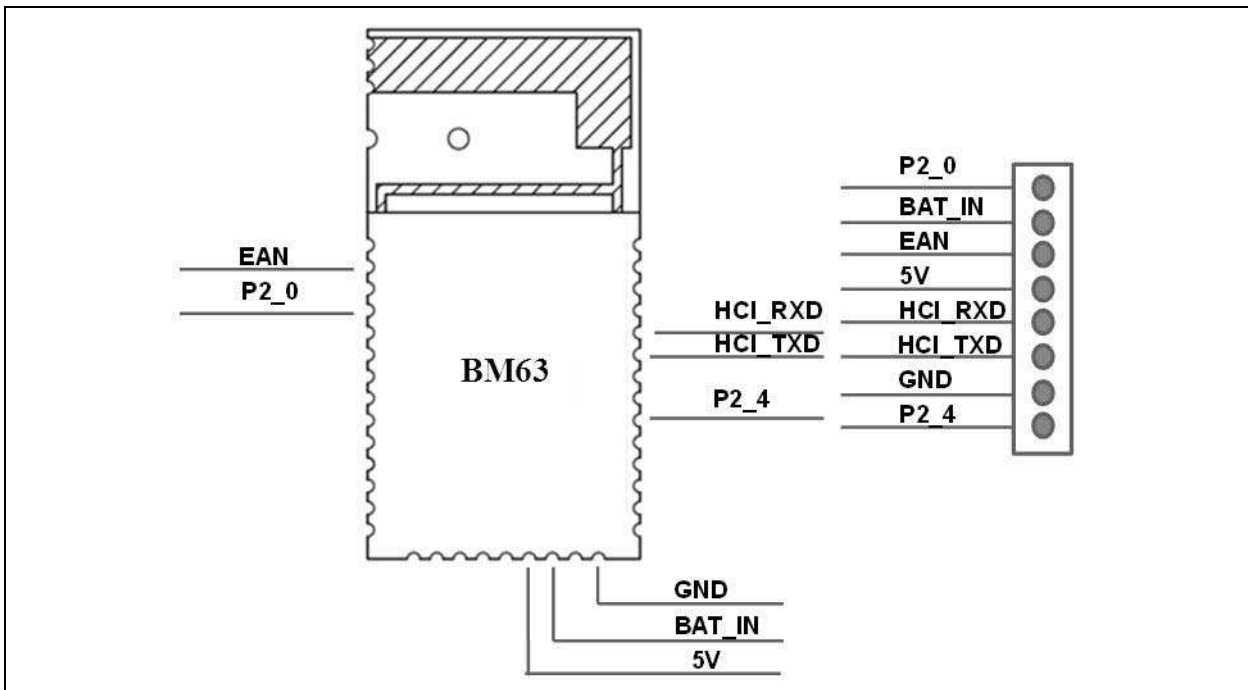 EAN
P2_0
BM63
HCI_RXD
HCI_TXD
P2_4
GND
BAT_IN
5V
P2_0
BAT_IN
EAN
5V
HCI_RXD
HCI_TXD
GND
P2_4